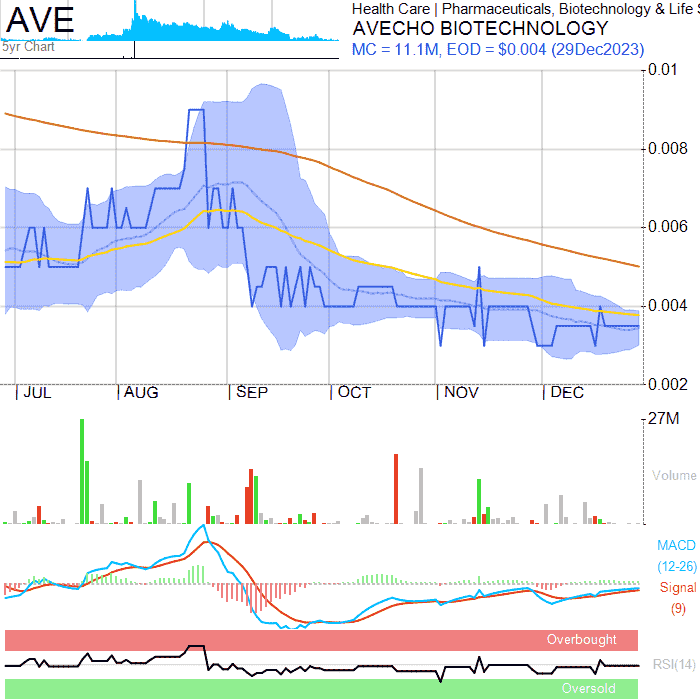 AVE
5yr Chart
Health Care | Pharmaceuticals, Biotechnology & Life
AVECHO BIOTECHNOLOGY
MC = 11.1M, EOD = $0.004 (29Dec2023)
0.01
0.008
0.006
0.004
0.002
JUL
AUG
SEP
OCT
NOV
DEC
27M
Volume
MACD
(12-26)
Signal
(9)
Overbought
RSI(14)
Oversold